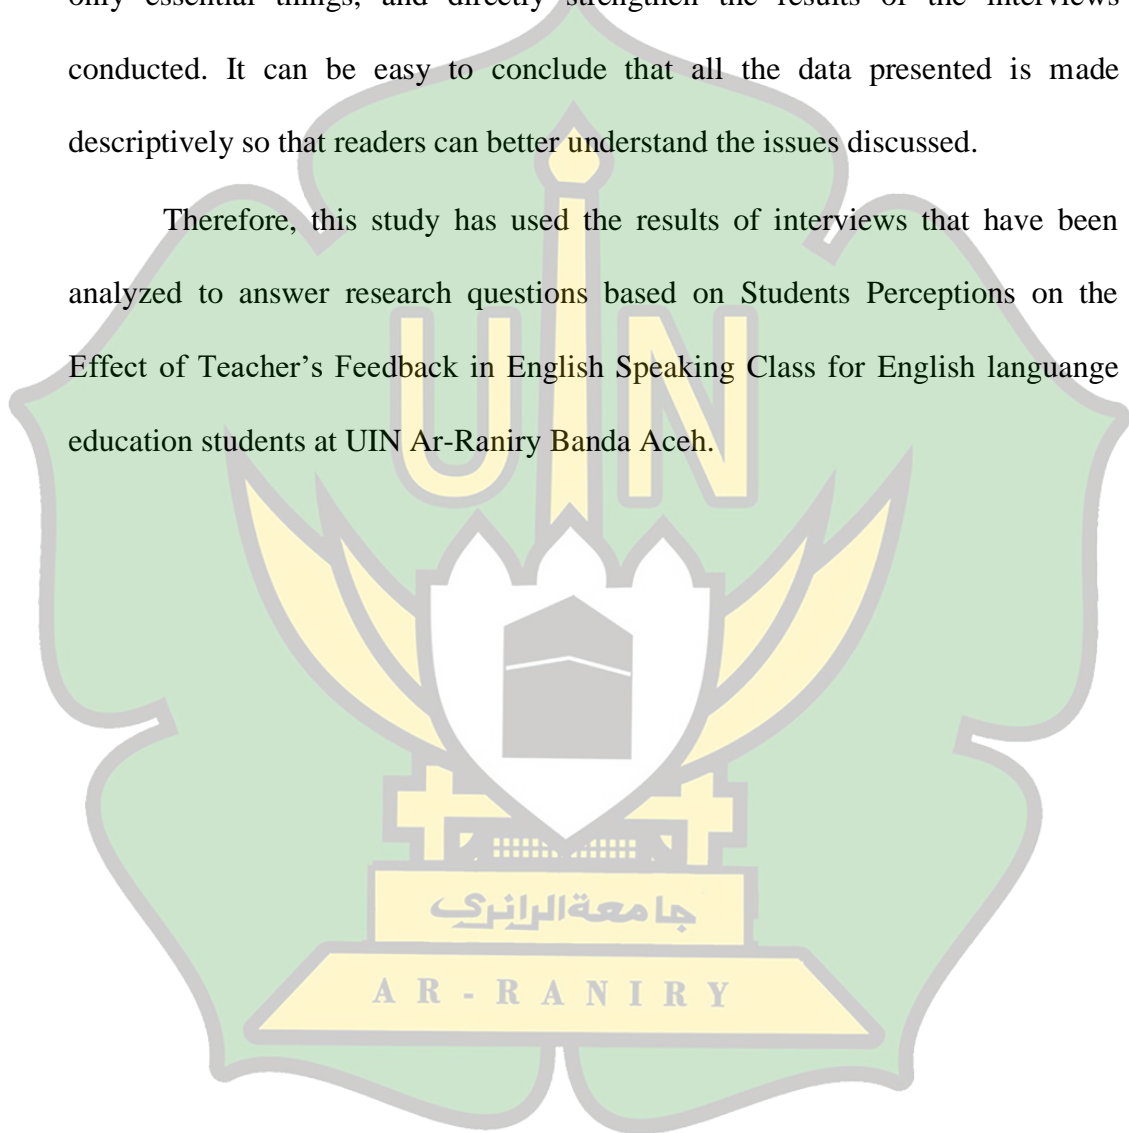 only essential things, and directly strengthen the results of the interviews
conducted. It can be easy to conclude that all the data presented is made
descriptively so that readers can better understand the issues discussed.
Therefore, this study has used the results of interviews that have been
analyzed to answer research questions based on Students Perceptions on the
Effect of Teacher’s Feedback in English Speaking Class for English languange
education students at UIN Ar-Raniry Banda Aceh.
UIN
جامعةالرانري
AR-RANIRY